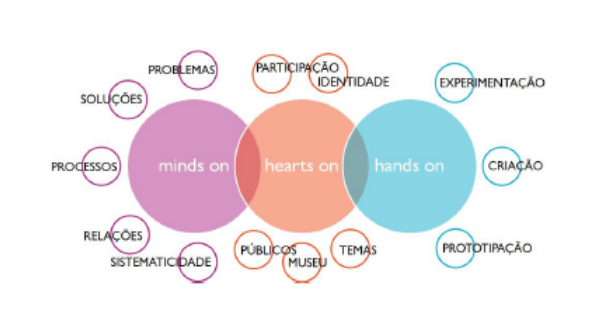 PROBLEMAS
PARTICIPAÇÃO
IDENTIDADE
EXPERIMENTAÇÃO
SOLUÇÕES
PROCESSOS
minds on
hearts on
hands on
CRIAÇÃO
RELAÇÕES
SISTEMATICIDADE
PÚBLICOS
MUSEU
TEMAS
PROTOTIPAÇÃO